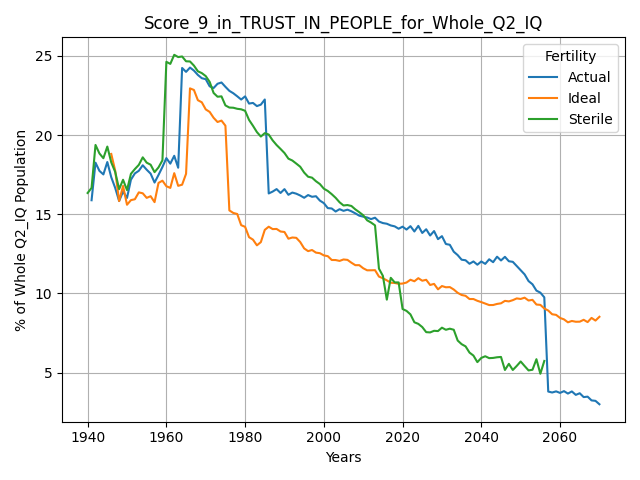 Score_9_in_TRUST_IN_PEOPLE_for_Whole_Q2_IQ
% of Whole Q2_IQ Population
25
20
15
10
5
Fertility
Actual
Ideal
Sterile
1940 1960 1980 2000 2020 2040 2060
Years